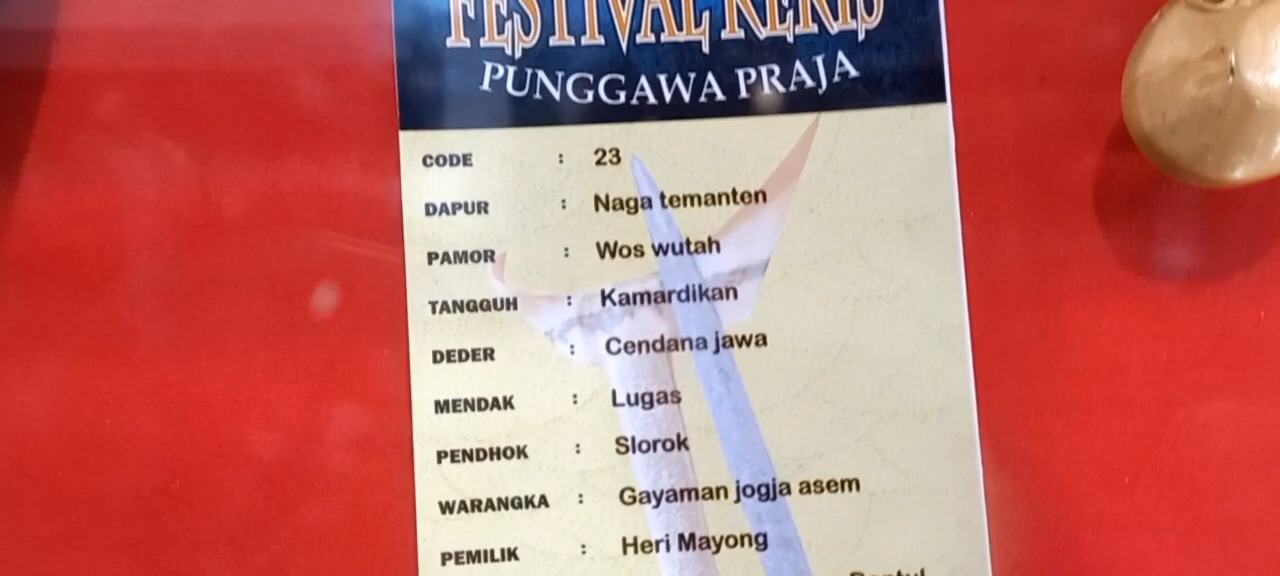 FESTIVAL KERIS
PUNGGAWA PRAJA
CODE : 23
DAPUR : Naga temanten
PAMOR : Wos wutah
TANGGUH : Kamardikan
DEDER : Cendana jawa
MENDAK : Lugas
PENDHOK : Slorok
WARANGKA : Gayaman jogja asem
PEMILIK : Heri Mayong